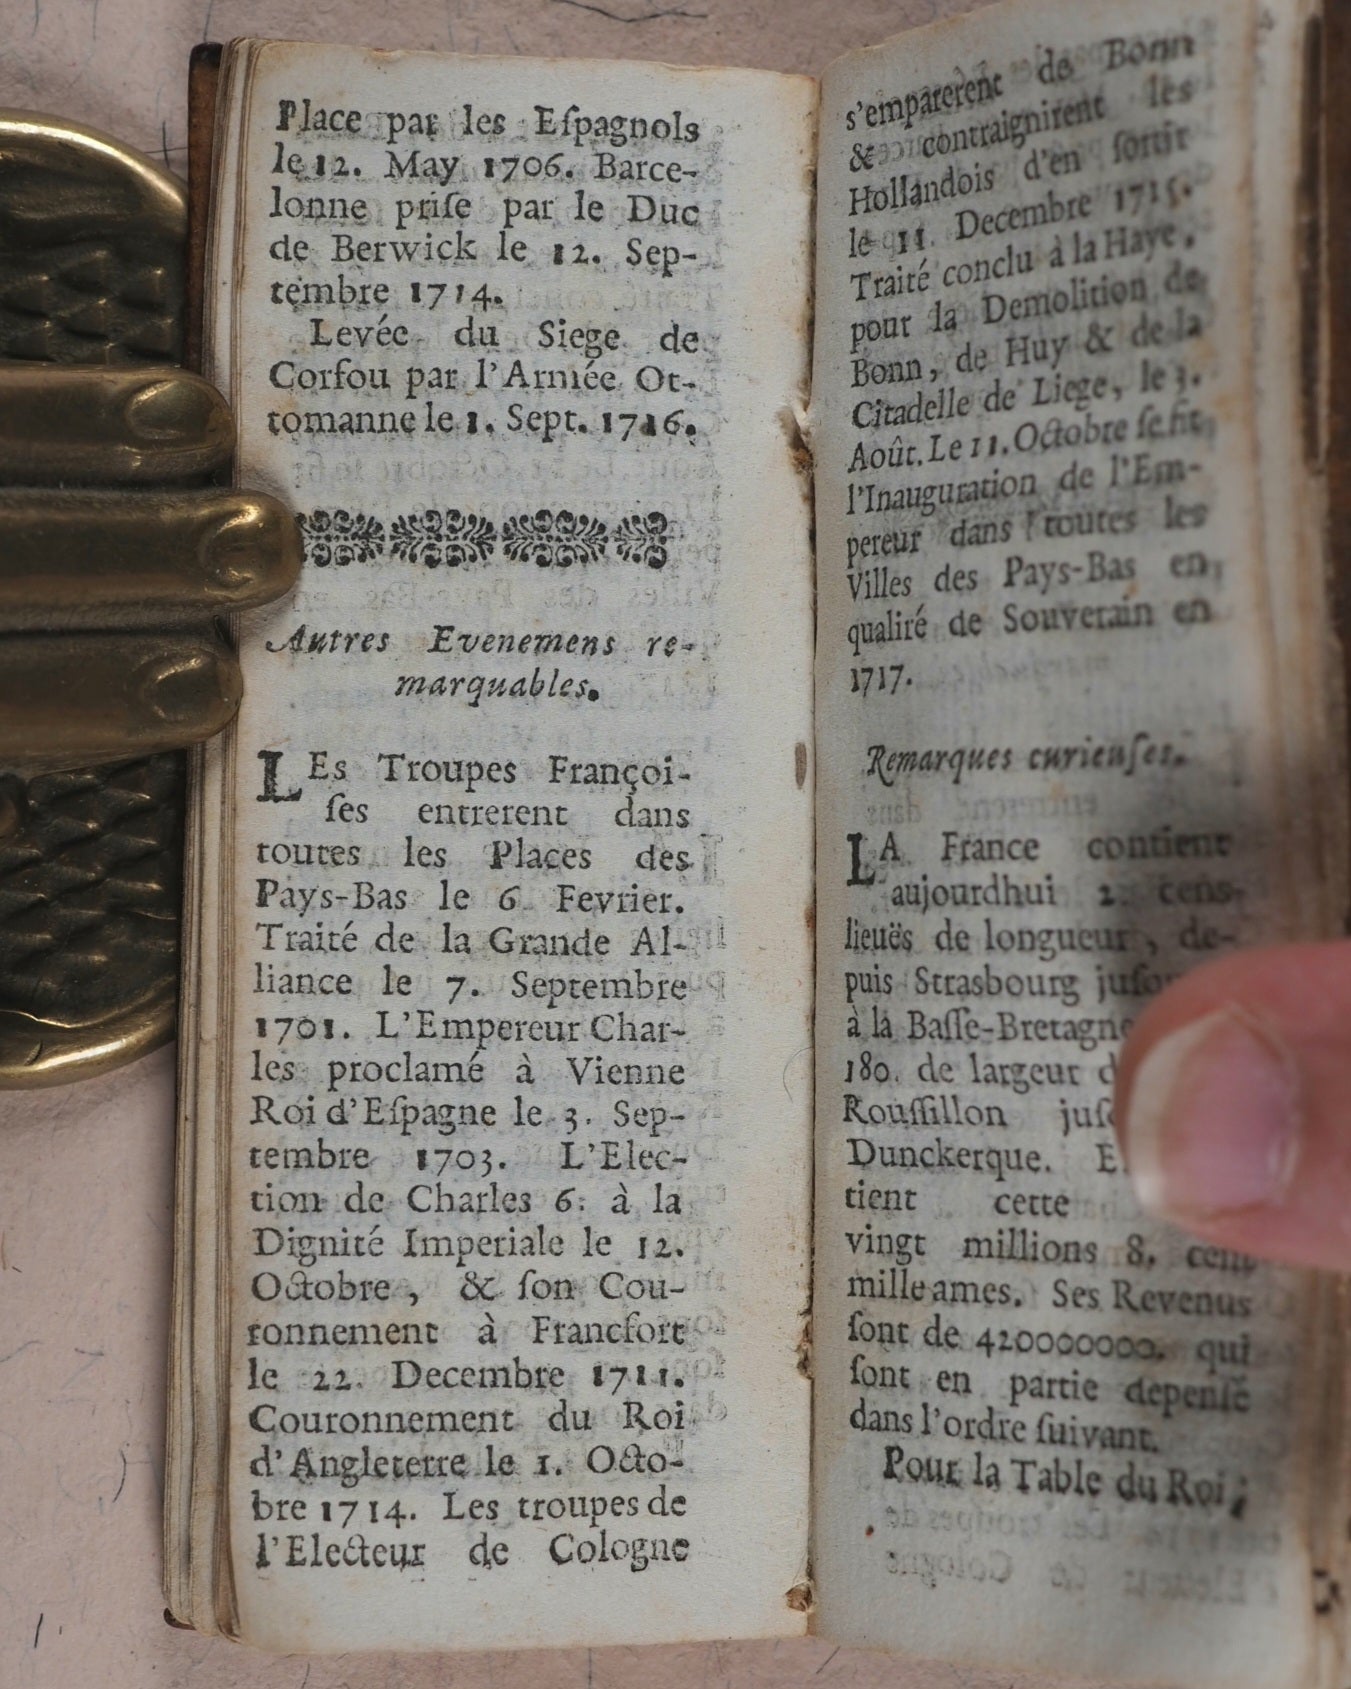 Place par les Eſpagnols
le 12. May 1706. Barce-
lonne priſe par le Duc
de Berwick le 12. Sep-
tembre 1714.
Levée du Siege de
Corfou par l'Armée Ot-
tomanne le 1. Sept. 1716.
Autres Evenemens re-
marquables.
LEs Troupes Françoi-
ſes entrerent dans
toutes les Places des
Pays-Bas le 6 Fevrier.
Traité de la Grande Al-
liance le 7. Septembre
1701. L'Empereur Char-
les proclamé à Vienne
Roi d'Eſpagne le 3. Sep-
tembre 1703. L'Elec-
tion de Charles 6. à la
Dignité Imperiale le 12.
Octobre, & ſon Cou-
ronnement à Francfort
le 22. Decembre 1711.
Couronnement du Roi
d'Angleterre le 1. Octo-
bre 1714. Les troupes de
l'Electeur de Cologne
s'emparerent de Bonn
& contraignirent les
Hollandois d'en ſortir
le 11. Decembre 1715.
Traité conclu à la Haye,
pour la Demolition de
Bonn, de Huy & de la
Citadelle de Liege, le 3.
Août. Le 11. Octobre ſe fit
l'Inauguration de l'Em-
pereur dans toutes les
Villes des Pays-Bas en
qualiré de Souverain en
1717.
Remarques curieuſes.
LA France contient
aujourdhui 2. cens
lieuës de longueur, de-
puis Strasbourg
à la Baſſe-Bretagne
180. de largeur
Rouſſillon
Dunckerque.
tient cette
vingt millions 8. cent
mille ames. Ses Revenus
ſont de 420000000. qui
ſont en partie depenſé
dans l'ordre ſuivant.
Pour la Table du Roi;